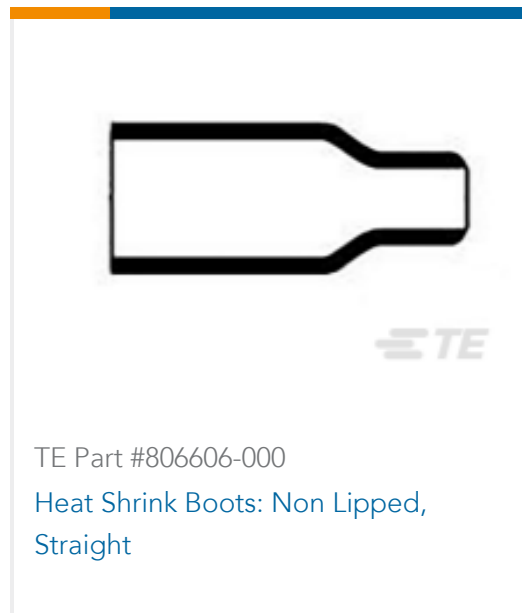 TE
TE Part #806606-000
Heat Shrink Boots: Non Lipped,
Straight